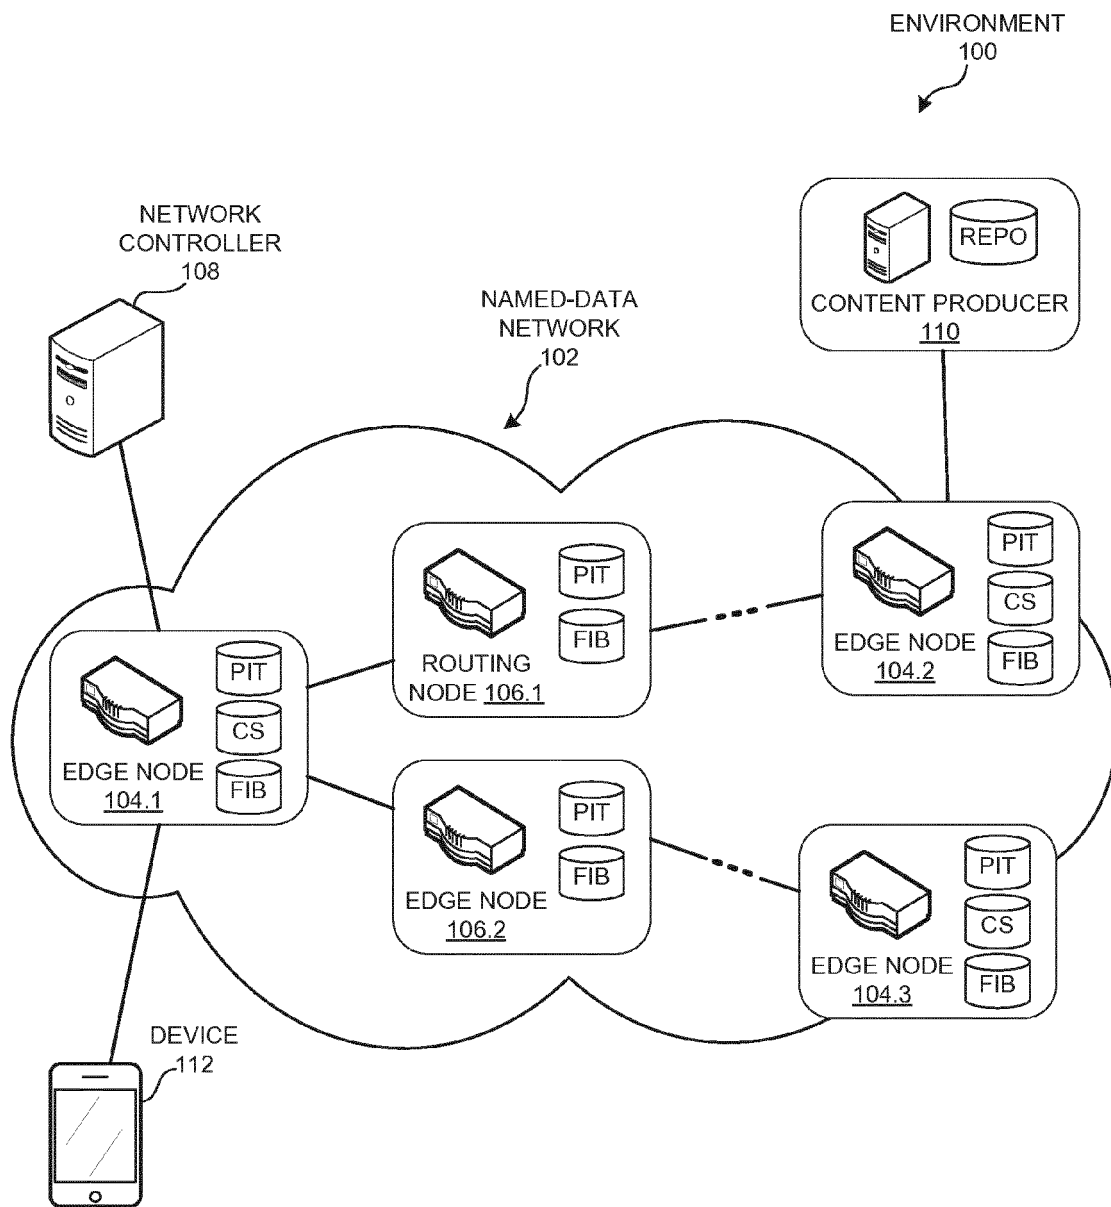 ENVIRONMENT
100
NETWORK
CONTROLLER
108
NAMED-DATA
NETWORK
102
REPO
CONTENT PRODUCER
110
PIT
FIB
ROUTING
NODE 106.1
PIT
CS
FIB
EDGE NODE
104.2
PIT
CS
FIB
EDGE NODE
104.1
PIT
FIB
EDGE NODE
106.2
PIT
CS
FIB
EDGE NODE
104.3
DEVICE
112